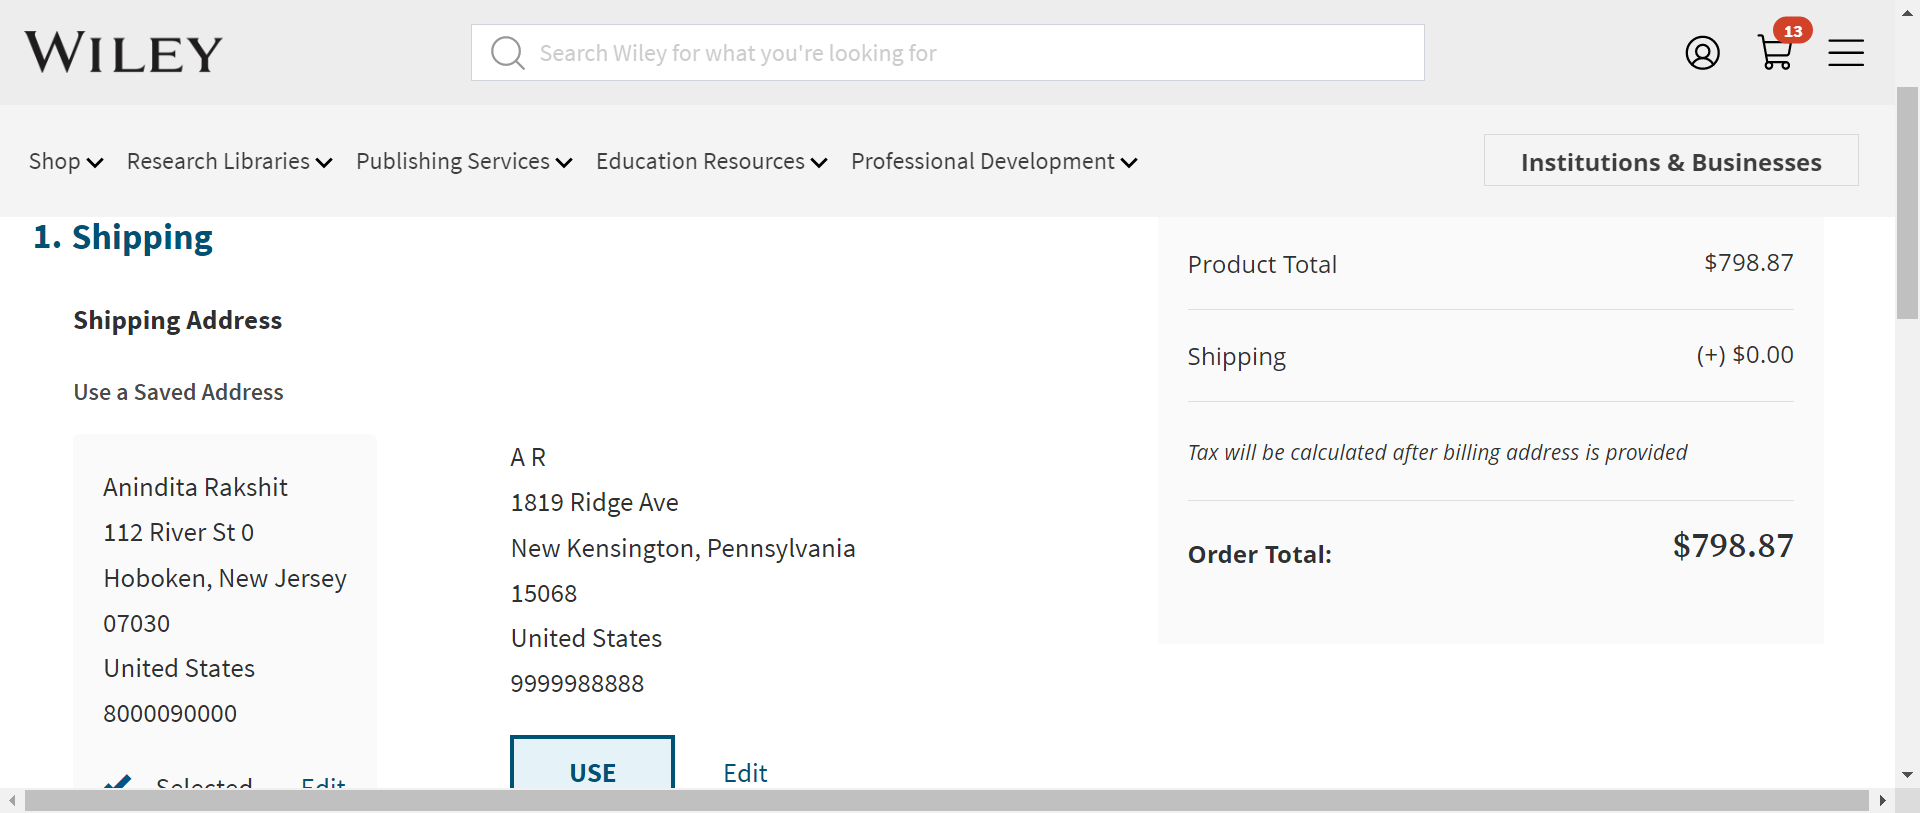 WILEY
Search Wiley for what you're looking for
13
Shop Research Libraries Publishing Services Education Resources Professional Development
Institutions & Businesses
1. Shipping
Shipping Address
Use a Saved Address
Anindita Rakshit
112 River St 0
Hoboken, New Jersey
07030
United States
8000090000
Selected Edit
A R
1819 Ridge Ave
New Kensington, Pennsylvania
15068
United States
9999988888
USE Edit
Product Total $798.87
Shipping (+) $0.00
Tax will be calculated after billing address is provided
Order Total: $798.87